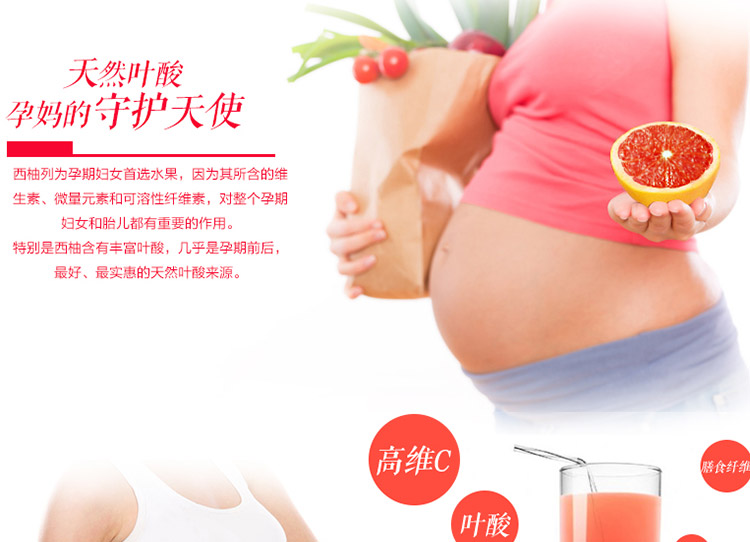 天然叶酸
孕妈的守护天使
西柚列为孕期妇女首选水果，因为其所含的维
生素、微量元素和可溶性纤维素，对整个孕期
妇女和胎儿都有重要的作用。
特别是西柚含有丰富叶酸，几乎是孕期前后，
最好、最实惠的天然叶酸来源。
高维C
膳食纤维
叶酸